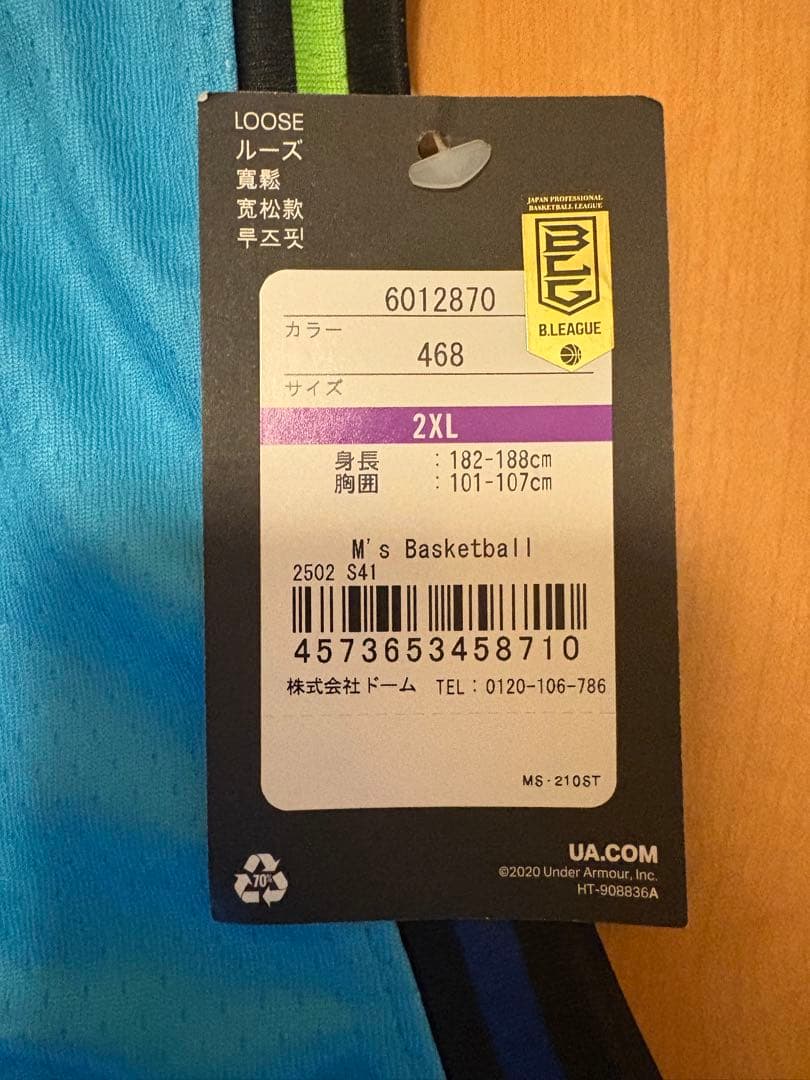 LOOSE
ルーズ
寬鬆
宽松款
루즈핏
JAPAN PROFESSIONAL
BASKETBALL LEAGUE
BLG
B.LEAGUE
6012870
カラー
468
サイズ
2XL
身長 : 182-188cm
胸囲 : 101-107cm
M's Basketball
2502 S41
4573653458710
株式会社ドーム TEL : 0120-106-786
MS-210ST
70%
UA.COM
©2020 Under Armour, Inc.
HT-908836A